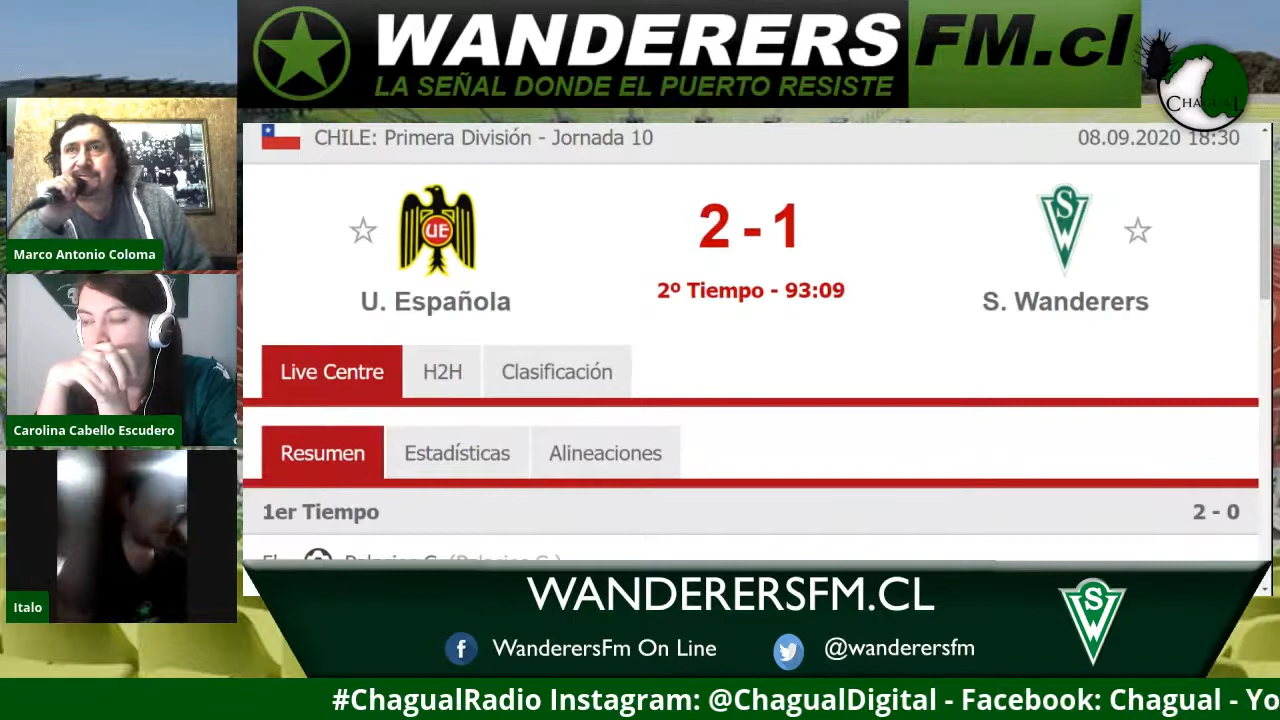 WANDERERS FM.cl
LA SEÑAL DONDE EL PUERTO RESISTE
CHAGUAL
CHILE: Primera División - Jornada 10
08.09.2020 18:30
UE
2 - 1
S
W
2º Tiempo - 93:09
U. Española
S. Wanderers
Live Centre
H2H
Clasificación
Resumen
Estadísticas
Alineaciones
1er Tiempo
2 - 0
Marco Antonio Coloma
Carolina Cabello Escudero
Italo
WANDERERSFM.CL
WanderersFm On Line
@wanderersfm
S
W
#ChagualRadio Instagram: @ChagualDigital - Facebook: Chagual - Yo